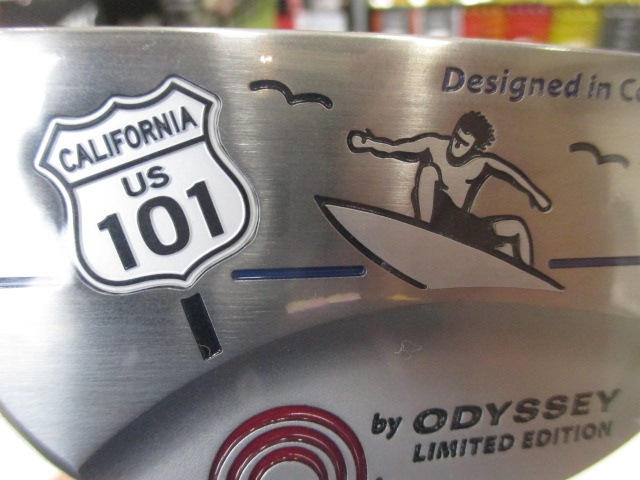 Designed in
CALIFORNIA
US
101
by ODYSSEY
LIMITED EDITION